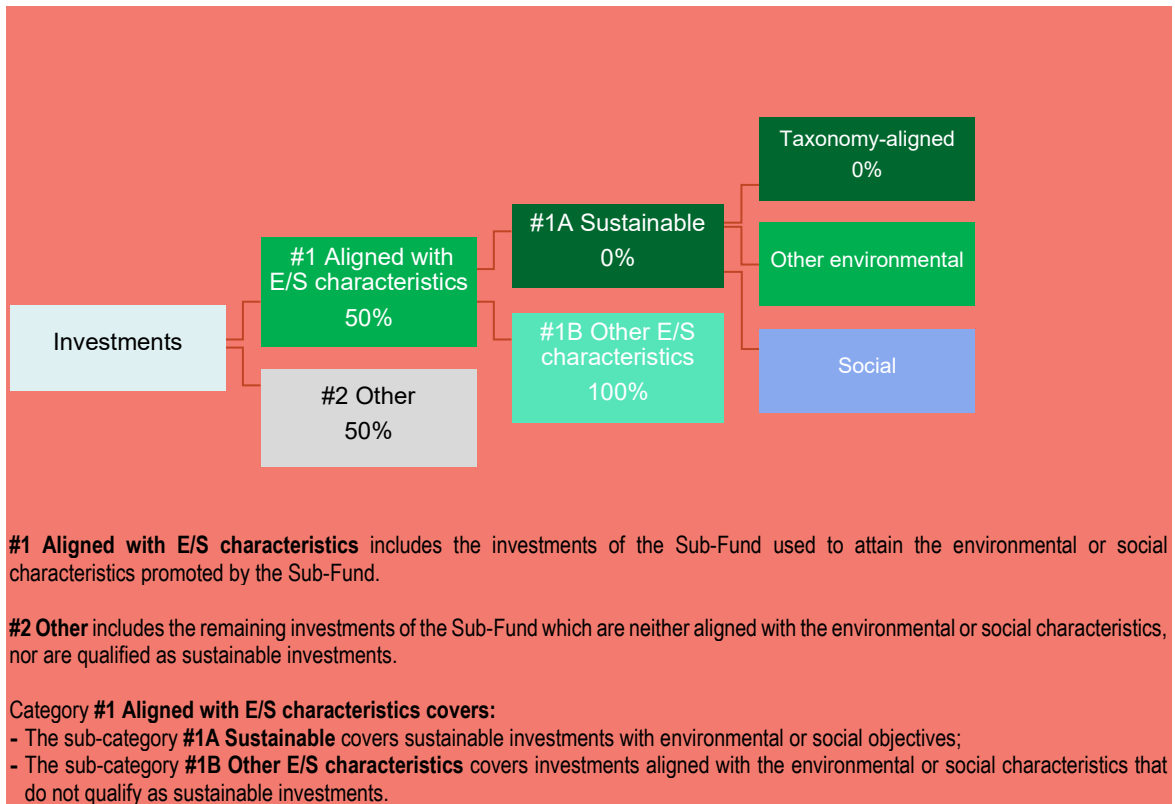 Taxonomy-aligned
0%
#1A Sustainable
0%
#1 Aligned with
E/S characteristics
50%
Other environmental
Investments
#1B Other E/S
characteristics
100%
Social
#2 Other
50%
#1 Aligned with E/S characteristics includes the investments of the Sub-Fund used to attain the environmental or social
characteristics promoted by the Sub-Fund.
#2 Other includes the remaining investments of the Sub-Fund which are neither aligned with the environmental or social characteristics,
nor are qualified as sustainable investments.
Category #1 Aligned with E/S characteristics covers:
- The sub-category #1A Sustainable covers sustainable investments with environmental or social objectives;
- The sub-category #1B Other E/S characteristics covers investments aligned with the environmental or social characteristics that
do not qualify as sustainable investments.